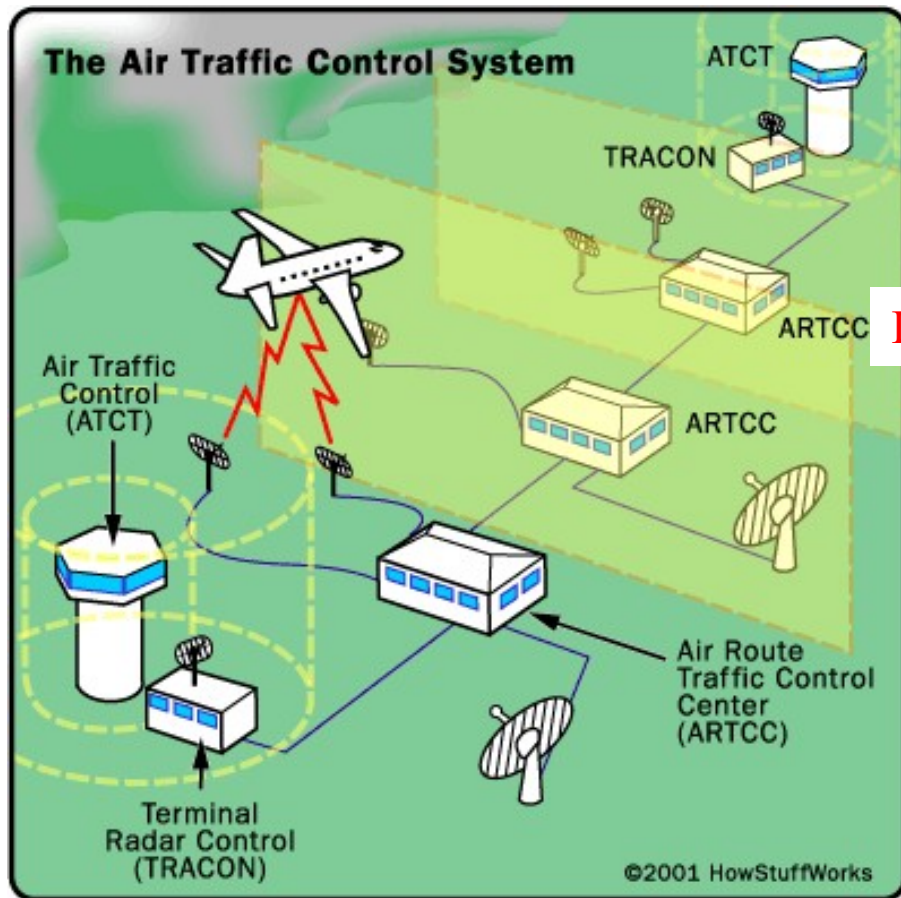 The Air Traffic Control System
ATCT
TRACON
ARTCC
ARTCC
Air Traffic
Control
(ATCT)
Air Route
Traffic Control
Center
(ARTCC)
Terminal
Radar Control
(TRACON)
©2001 HowStuffWorks